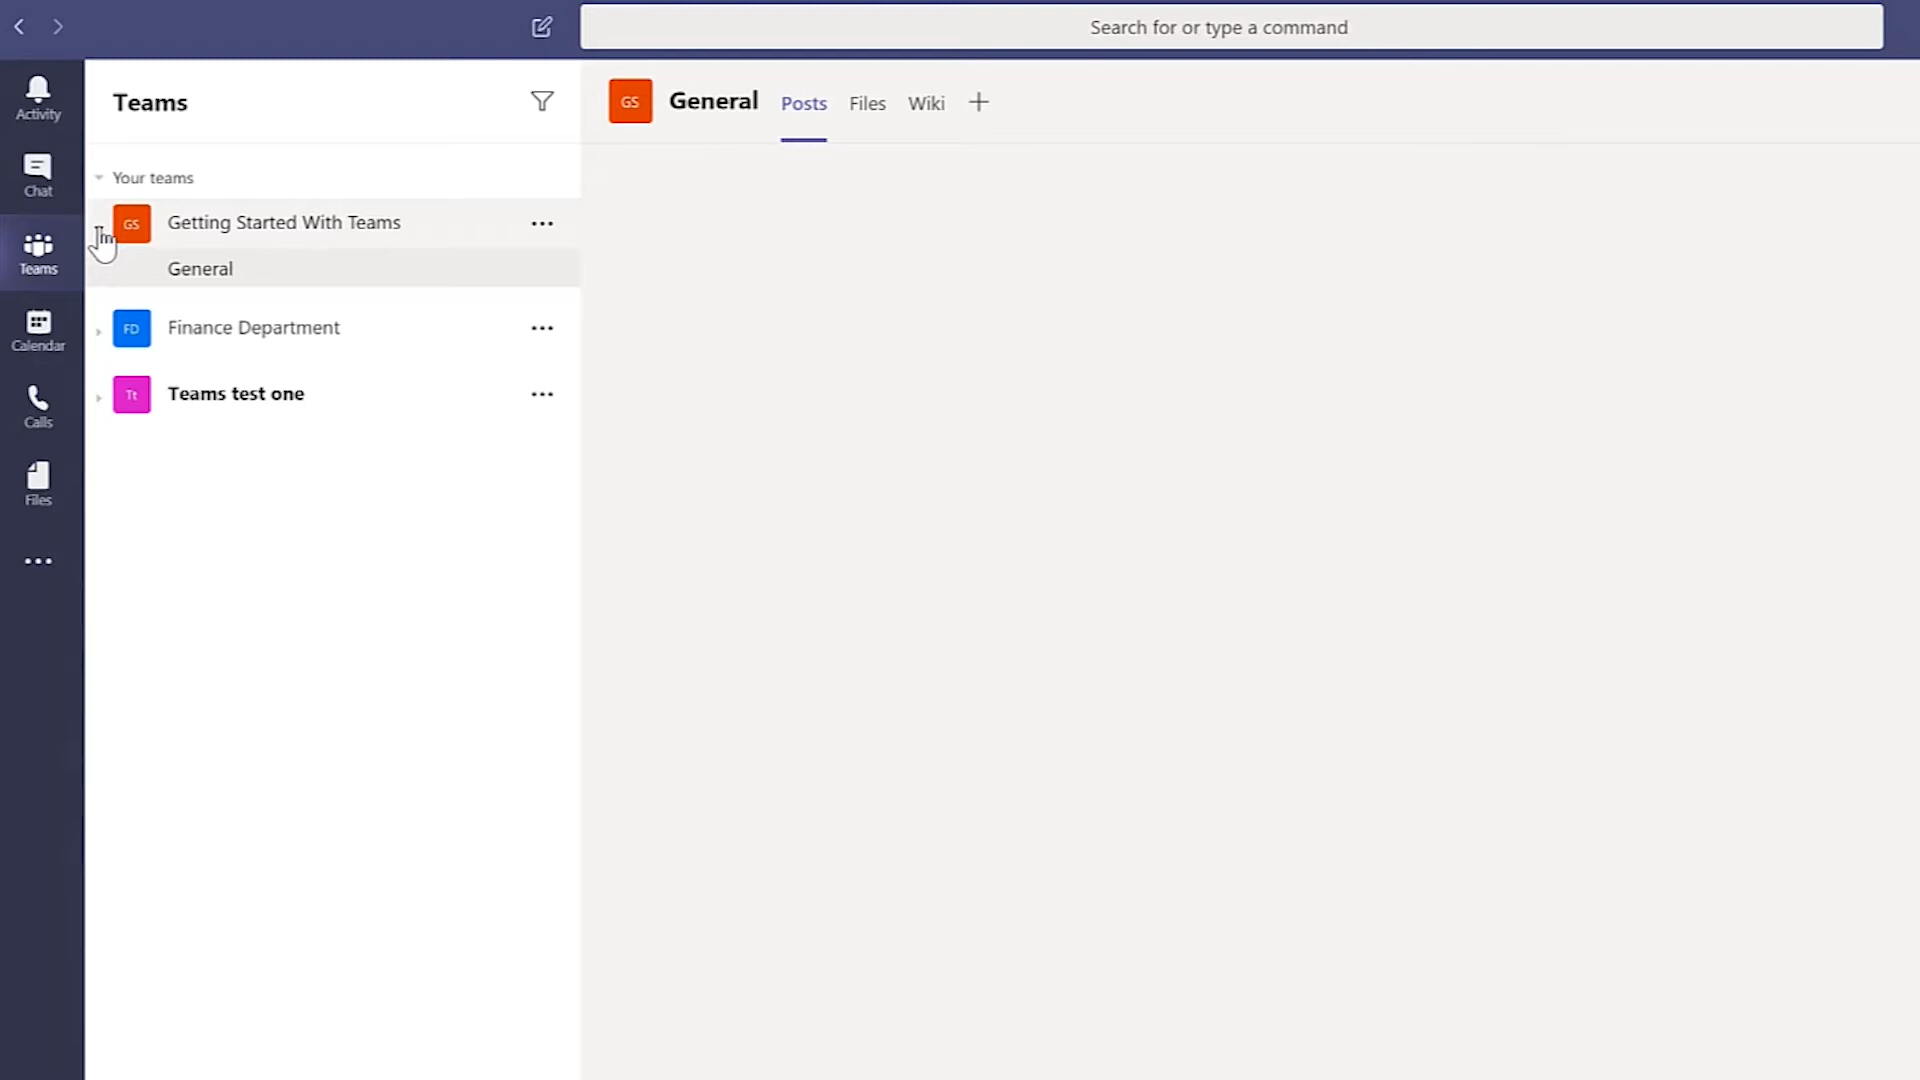 Search for or type a command
Activity
Chat
Teams
Calendar
Calls
Files
Teams
Your teams
GS Getting Started With Teams
General
FD Finance Department
Tt Teams test one
GS General Posts Files Wiki